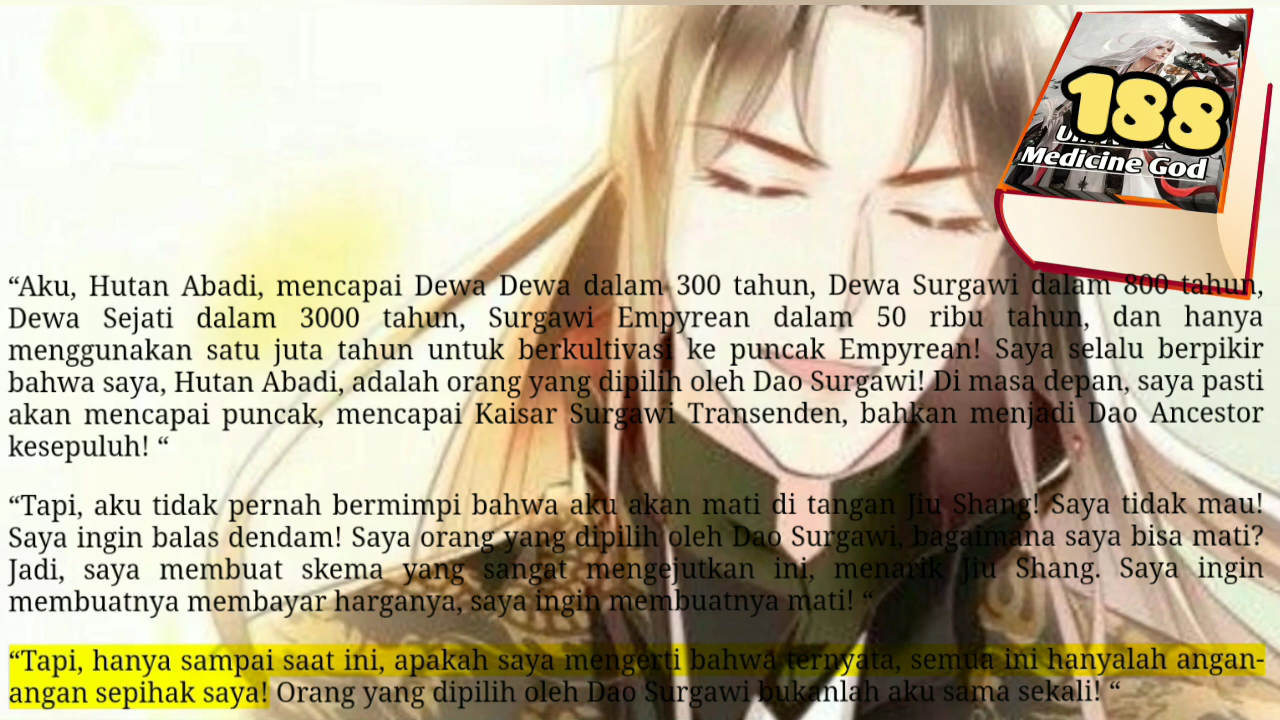 188
Medicine God
“Aku, Hutan Abadi, mencapai Dewa Dewa dalam 300 tahun, Dewa Surgawi dalam 800 tahun,
Dewa Sejati dalam 3000 tahun, Surgawi Empyrean dalam 50 ribu tahun, dan hanya
menggunakan satu juta tahun untuk berkultivasi ke puncak Empyrean! Saya selalu berpikir
bahwa saya, Hutan Abadi, adalah orang yang dipilih oleh Dao Surgawi! Di masa depan, saya pasti
akan mencapai puncak, mencapai Kaisar Surgawi Transenden, bahkan menjadi Dao Ancestor
kesepuluh! “
“Tapi, aku tidak pernah bermimpi bahwa aku akan mati di tangan Jiu Shang! Saya tidak mau!
Saya ingin balas dendam! Saya orang yang dipilih oleh Dao Surgawi, bagaimana saya bisa mati?
Jadi, saya membuat skema yang sangat mengejutkan ini, menarik Jiu Shang. Saya ingin
membuatnya membayar harganya, saya ingin membuatnya mati! “
“Tapi, hanya sampai saat ini, apakah saya mengerti bahwa ternyata, semua ini hanyalah angan-
angan sepihak saya! Orang yang dipilih oleh Dao Surgawi bukanlah aku sama sekali! “